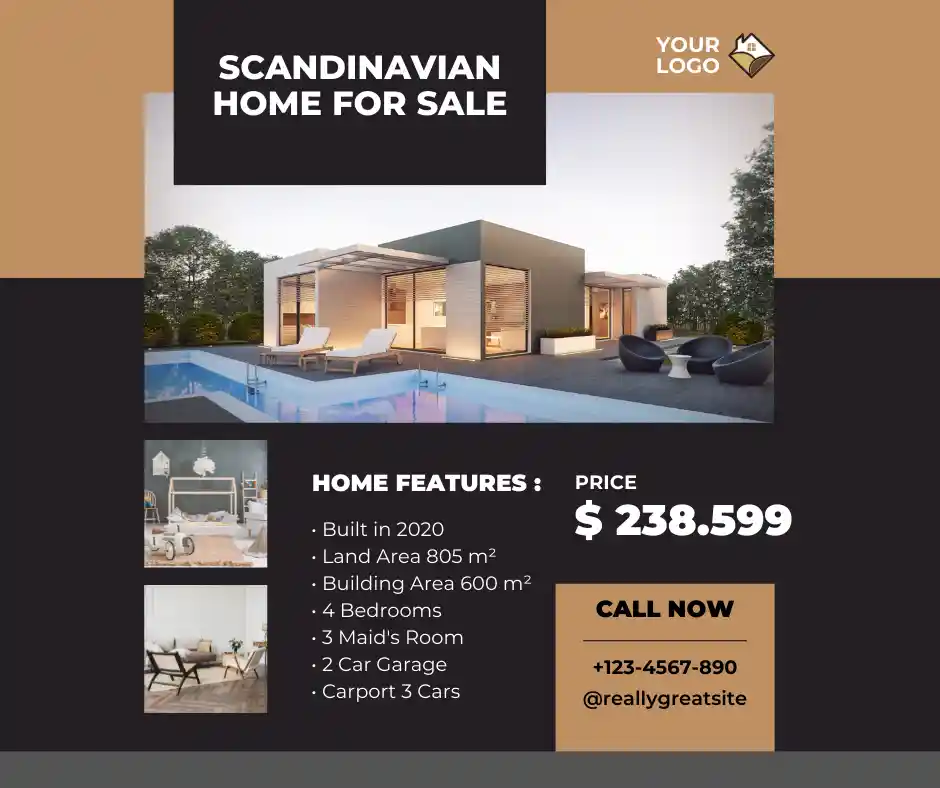 SCANDINAVIAN
HOME FOR SALE
YOUR
LOGO
HOME FEATURES :
• Built in 2020
• Land Area 805 m²
• Building Area 600 m²
• 4 Bedrooms
• 3 Maid's Room
• 2 Car Garage
• Carport 3 Cars
PRICE
$ 238.599
CALL NOW
+123-4567-890
@reallygreatsite